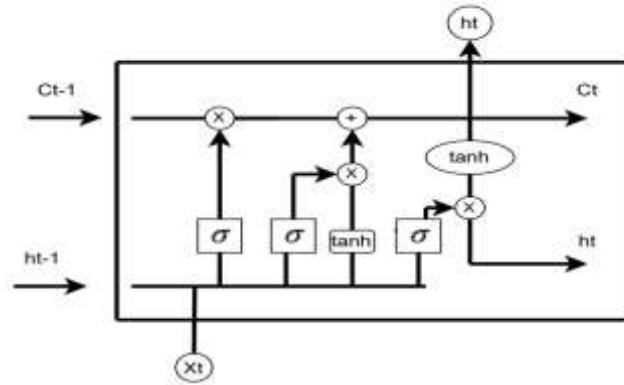 ht
Ct-1
Ct
×
+
tanh
×
×
σ
σ
σ
tanh
ht-1
ht
Xt